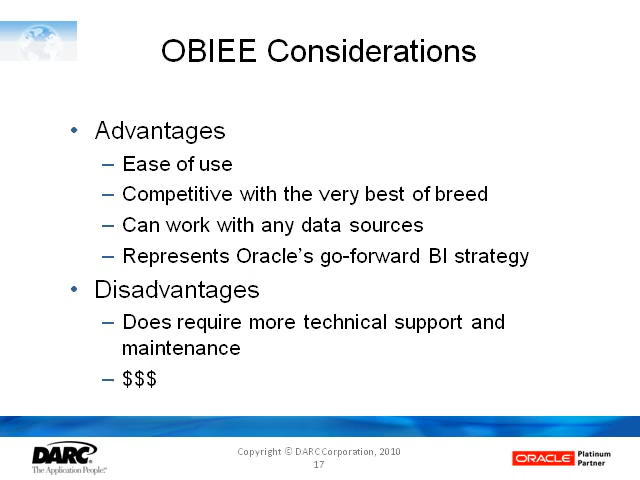 OBIEE Considerations
• Advantages
– Ease of use
– Competitive with the very best of breed
– Can work with any data sources
– Represents Oracle’s go-forward BI strategy
• Disadvantages
– Does require more technical support and
maintenance
– $$$
DARC
The Application People.
Copyright © DARC Corporation, 2010
17
ORACLE Platinum
Partner